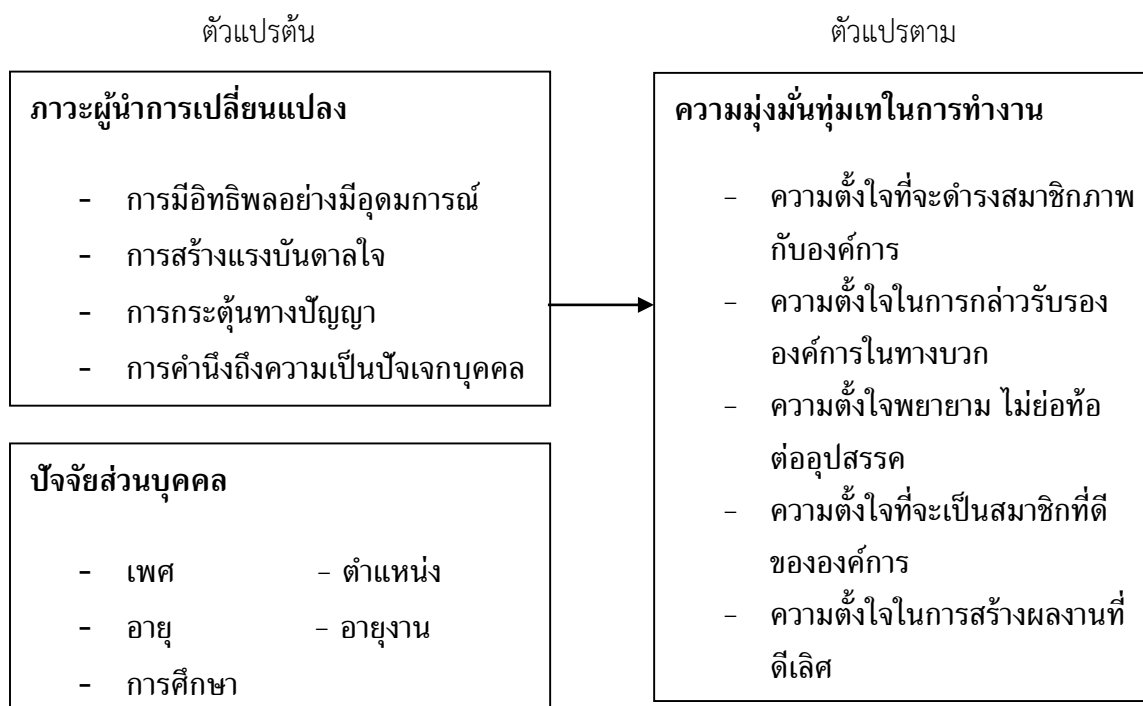 ตัวแปรต้น
ภาวะผู้นำการเปลี่ยนแปลง
- การมีอิทธิพลอย่างมีอุดมการณ์
- การสร้างแรงบันดาลใจ
- การกระตุ้นทางปัญญา
- การคำนึงถึงความเป็นปัจเจกบุคคล
ปัจจัยส่วนบุคคล
- เพศ - ตำแหน่ง
- อายุ - อายุงาน
- การศึกษา
ตัวแปรตาม
ความมุ่งมั่นทุ่มเทในการทำงาน
- ความตั้งใจที่จะดำรงสมาชิกภาพ
กับองค์การ
- ความตั้งใจในการกล่าวรับรอง
องค์การในทางบวก
- ความตั้งใจพยายาม ไม่ย่อท้อ
ต่ออุปสรรค
- ความตั้งใจที่จะเป็นสมาชิกที่ดี
ขององค์การ
- ความตั้งใจในการสร้างผลงานที่
ดีเลิศ